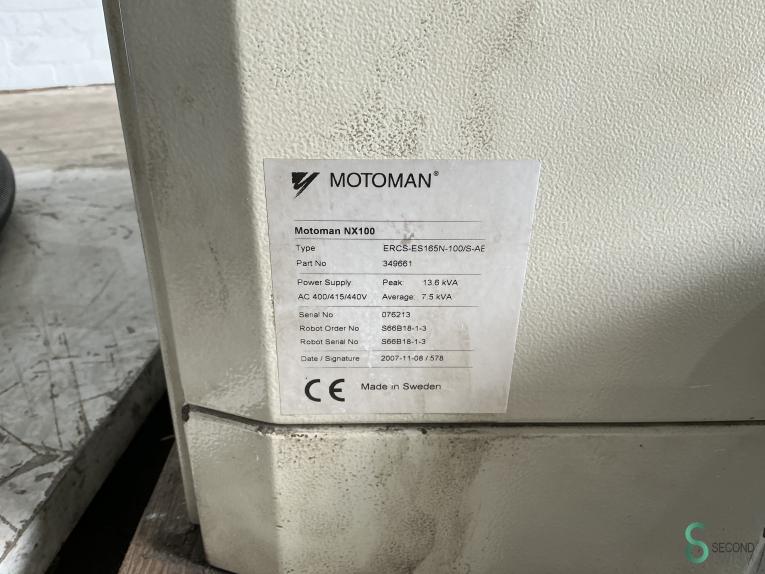 MOTOMAN®
Motoman NX100
Type ERCS-ES165N-100/S-AE
Part No 349661
Power Supply Peak: 13.6 kVA
AC 400/415/440V Average: 7.5 kVA
Serial No 076213
Robot Order No S66B18-1-3
Robot Serial No S66B18-1-3
Date / Signature 2007-11-08 / 578
CE Made in Sweden
SECOND